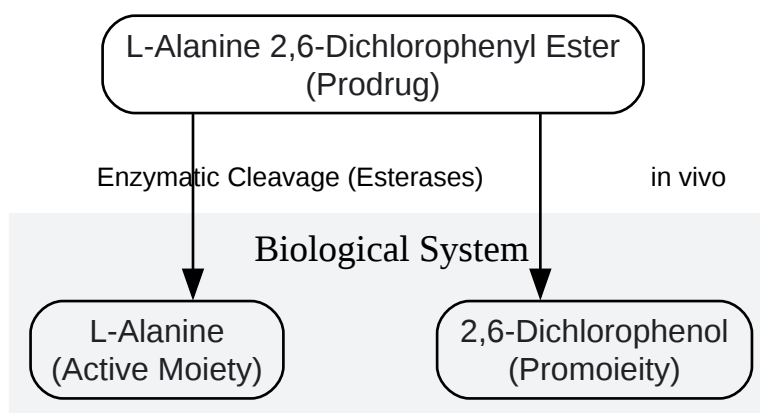 L-Alanine 2,6-Dichlorophenyl Ester
(Prodrug)
Enzymatic Cleavage (Esterases)
in vivo
Biological System
L-Alanine
(Active Moiety)
2,6-Dichlorophenol
(Promoieity)